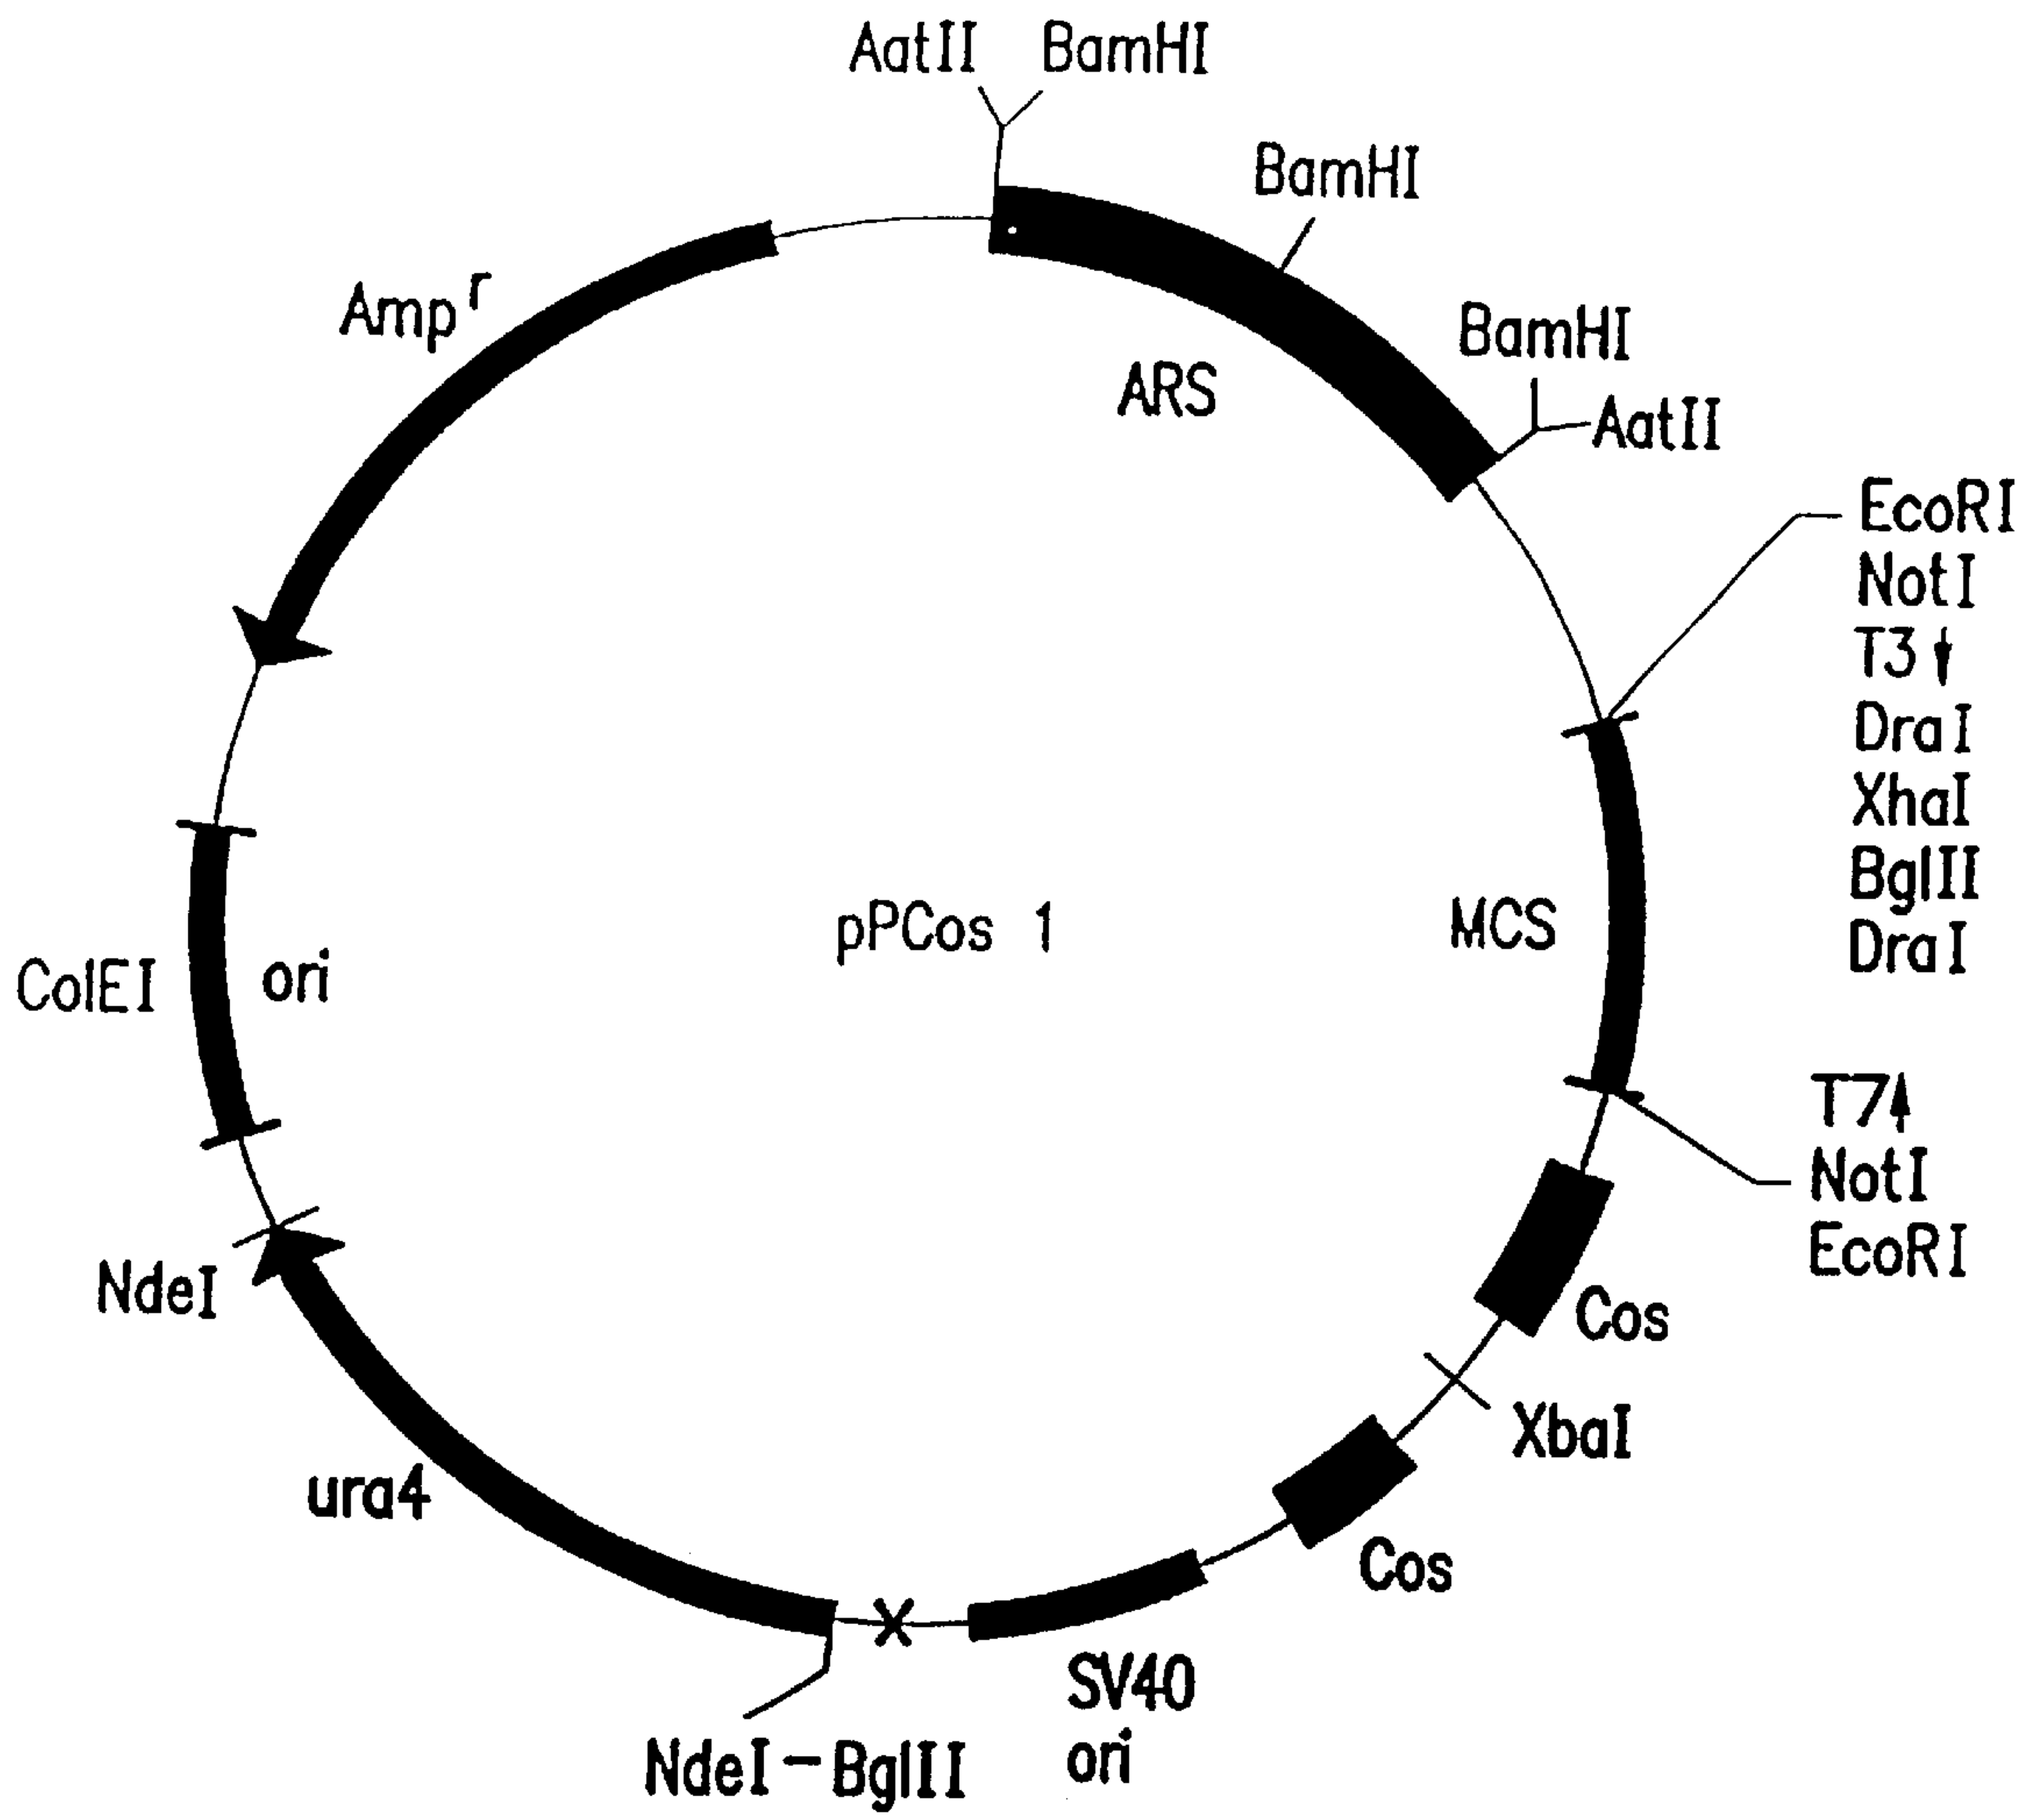 AatII BamHI
BamHI
Ampʳ
BamHI
ARS
AatII
EcoRI
NotI
T3
DraI
XhaI
BglII
DraI
pPCos 1
MCS
ColEI ori
T7
NotI
EcoRI
NdeI
Cos
XbaI
ura4
Cos
SV40
ori
NdeI-BglII